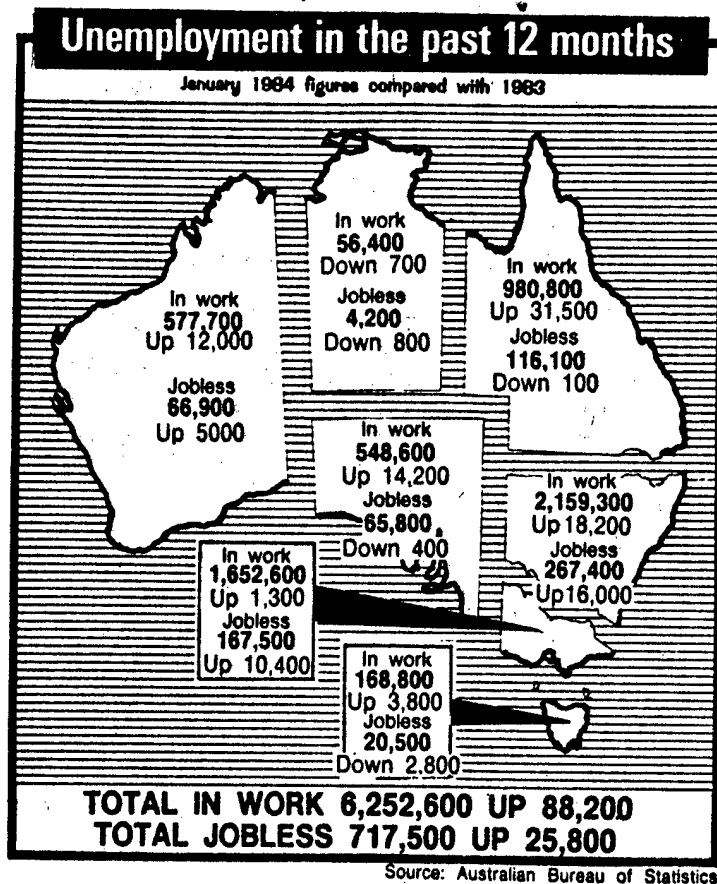 Unemployment in the past 12 months
January 1984 figures compared with 1983
In work
577,700
Up 12,000
Jobless
66,900
Up 5000
In work
56,400
Down 700
Jobless
4,200
Down 800
In work
980,800
Up 31,500
Jobless
116,100
Down 100
In work
548,600
Up 14,200
Jobless
65,800
Down 400
In work
2,159,300
Up 18,200
Jobless
267,400
Up 16,000
In work
1,652,600
Up 1,300
Jobless
167,500
Up 10,400
In work
168,800
Up 3,800
Jobless
20,500
Down 2,800
TOTAL IN WORK 6,252,600 UP 88,200
TOTAL JOBLESS 717,500 UP 25,800
Source: Australian Bureau of Statistics